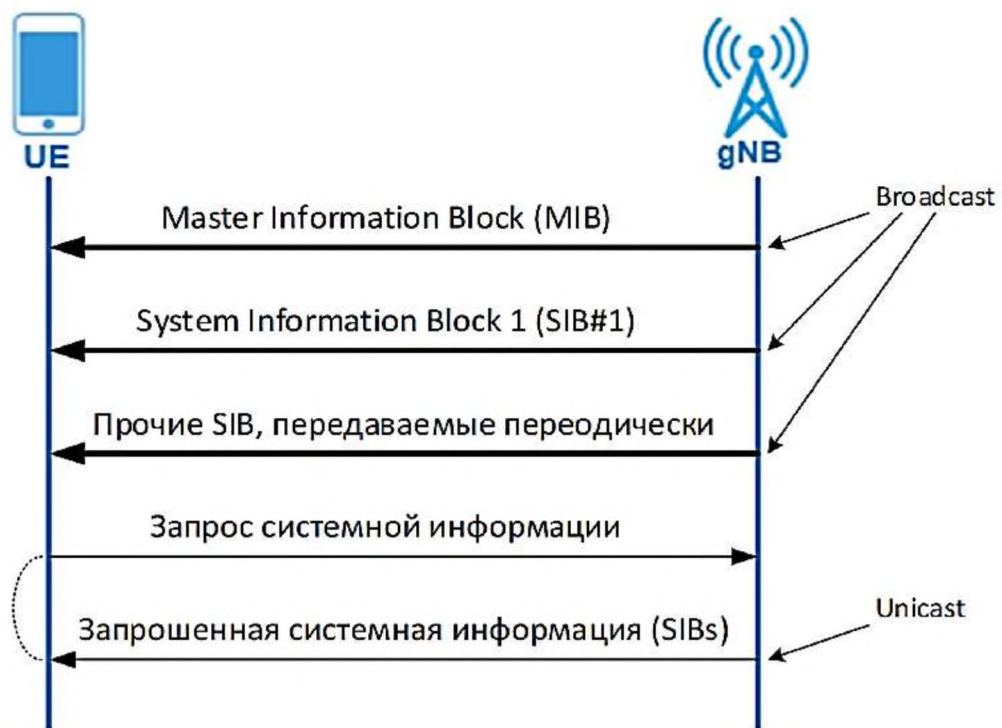 UE
gNB
Broadcast
Master Information Block (MIB)
System Information Block 1 (SIB#1)
Прочие SIB, передаваемые переодически
Запрос системной информации
Unicast
Запрошенная системная информация (SIBs)